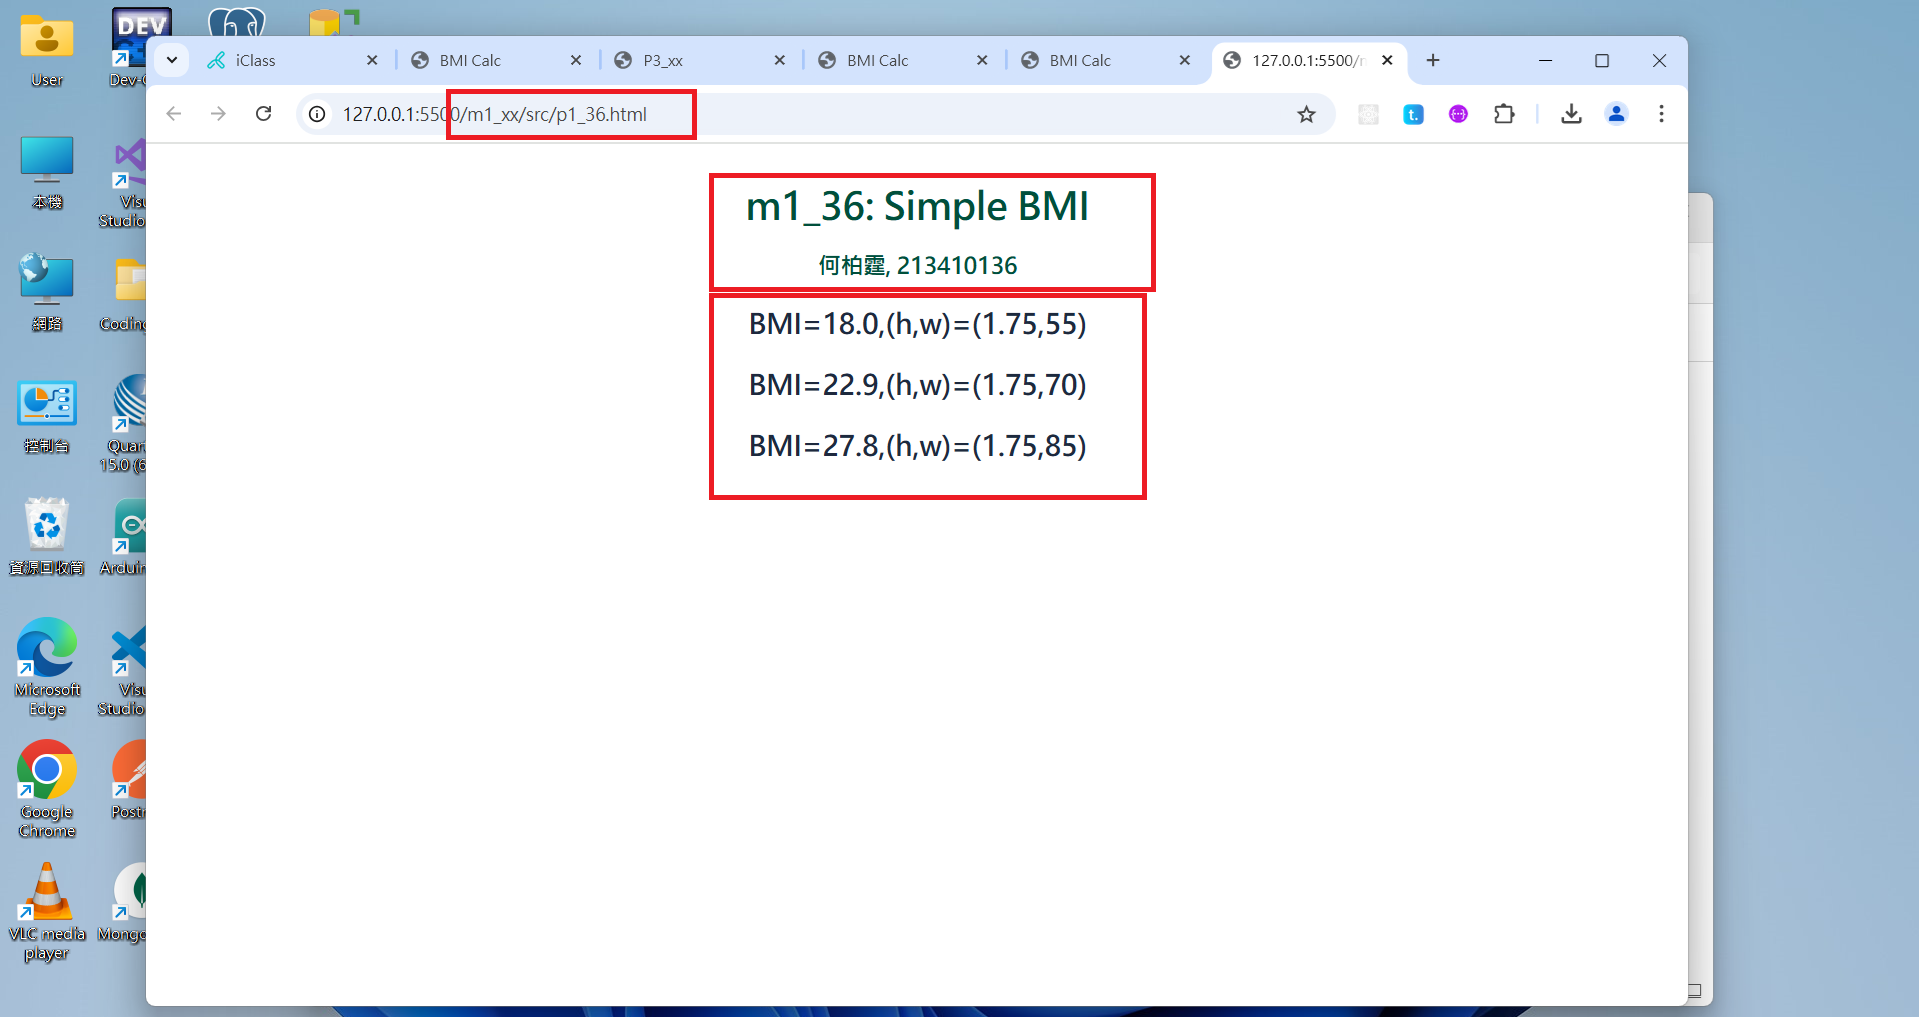 User
Dev-C
本機
Visu
Studio
網路
Coding
控制台
Quart
15.0 (6
資源回收筒
Arduin
Microsoft
Edge
Visu
Studio
Google
Chrome
Post
VLC media
player
Mongo
DEV
iClass
BMI Calc
P3_xx
BMI Calc
BMI Calc
127.0.0.1:5500/m
127.0.0.1:5500/m1_xx/src/p1_36.html
t.
m1_36: Simple BMI
何柏霆, 213410136
BMI=18.0,(h,w)=(1.75,55)
BMI=22.9,(h,w)=(1.75,70)
BMI=27.8,(h,w)=(1.75,85)